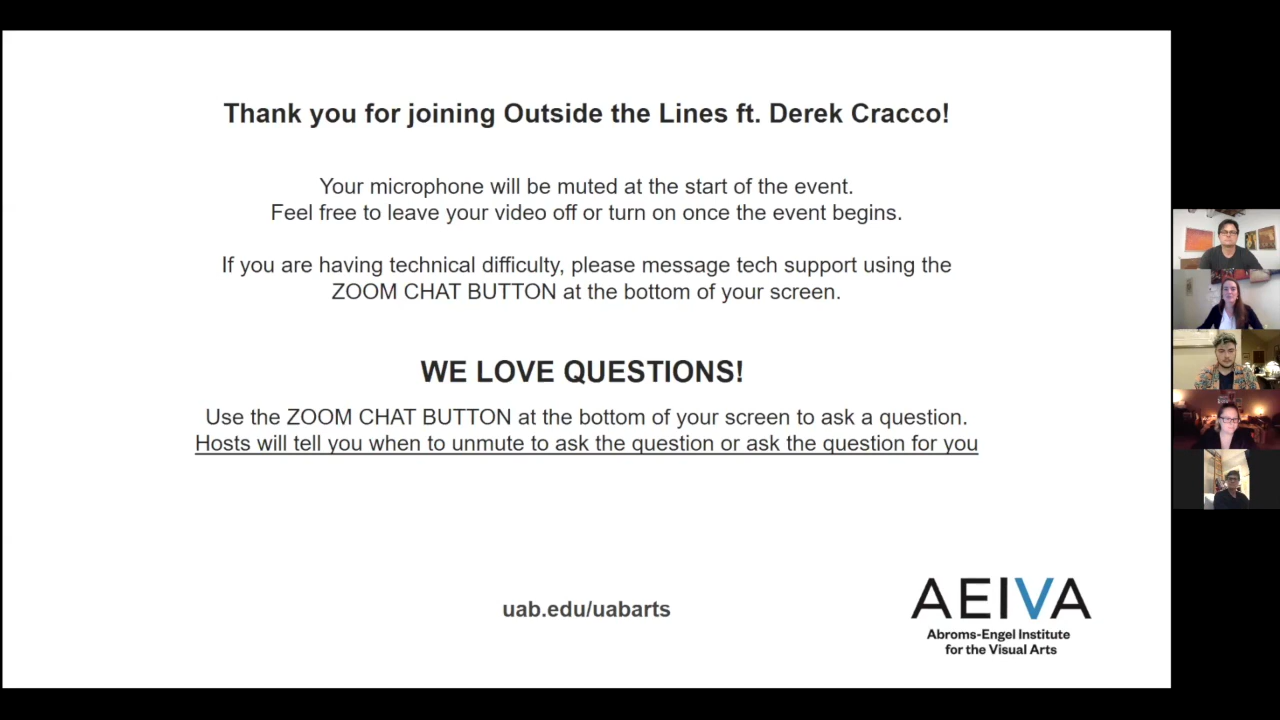 Thank you for joining Outside the Lines ft. Derek Cracco!
Your microphone will be muted at the start of the event.
Feel free to leave your video off or turn on once the event begins.
If you are having technical difficulty, please message tech support using the
ZOOM CHAT BUTTON at the bottom of your screen.
WE LOVE QUESTIONS!
Use the ZOOM CHAT BUTTON at the bottom of your screen to ask a question.
Hosts will tell you when to unmute to ask the question or ask the question for you
uab.edu/uabarts
AEIVA
Abroms-Engel Institute
for the Visual Arts